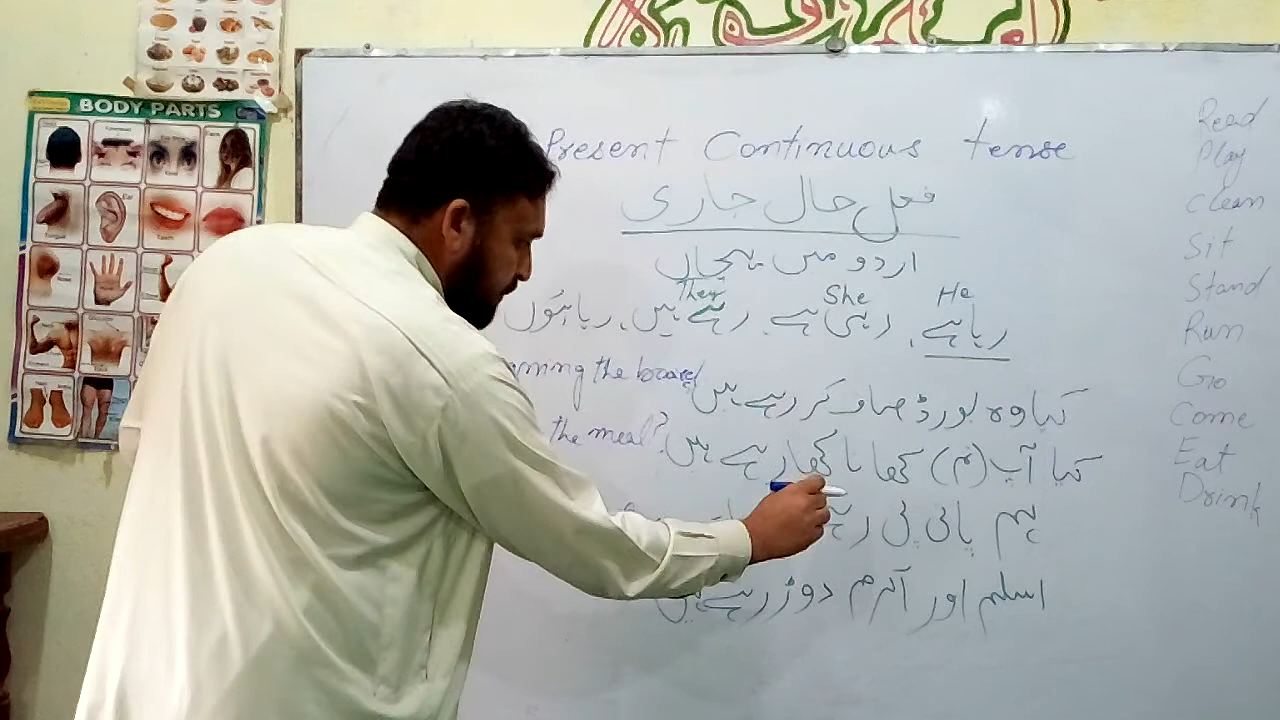 BODY PARTS
Present Continuous tense
فعل حال جاری
اردو میں پہچان
He She They
رہا ہے، رہی ہے، رہے ہیں، رہا ہوں
کیا وہ بورڈ صاف کر رہے ہیں
the board
کیا آپ (تم) کھانا کھا رہے ہیں
the meal?
ہم پانی پی
اسلم اور اکرم دوڑ رہے ہیں
Read
Play
Clean
Sit
Stand
Run
Go
Come
Eat
Drink